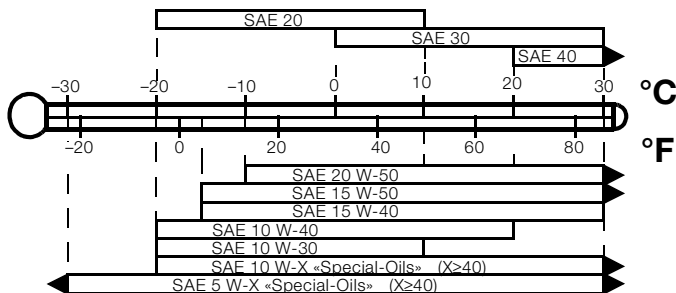 SAE 20
SAE 30
SAE 40
–30 –20 –10 0 10 20 30 °C
–20 0 20 40 60 80 °F
SAE 20 W-50
SAE 15 W-50
SAE 15 W-40
SAE 10 W-40
SAE 10 W-30
SAE 10 W-X «Special-Oils» (X≥40)
SAE 5 W-X «Special-Oils» (X≥40)